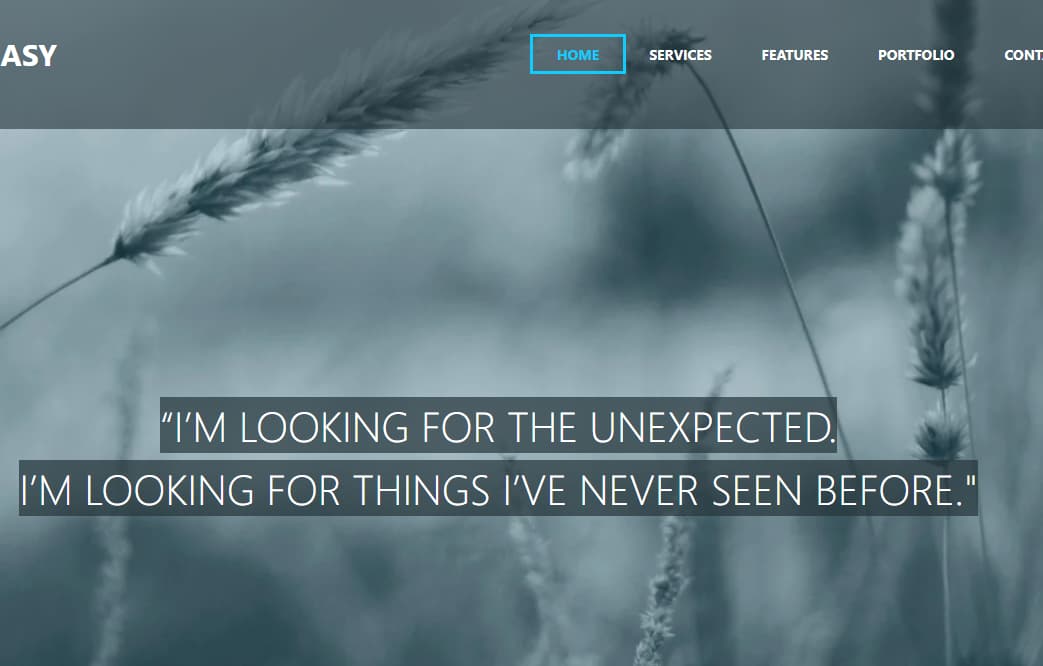 ASY
HOME SERVICES FEATURES PORTFOLIO CONT
“I’M LOOKING FOR THE UNEXPECTED.
I’M LOOKING FOR THINGS I’VE NEVER SEEN BEFORE."